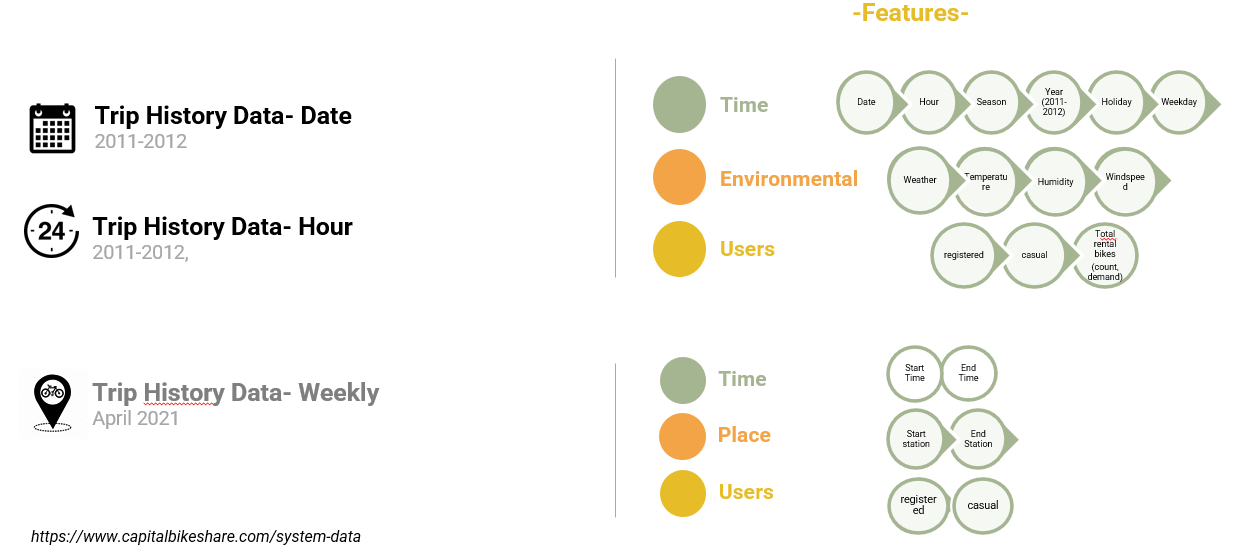 -Features-
Trip History Data- Date
2011-2012
24
Trip History Data- Hour
2011-2012,
Time
Date
Hour
Season
Year
(2011-
2012)
Holiday
Weekday
Environmental
Weather
Temperatu
re
Humidity
Windspee
d
Users
registered
casual
Total
rental
bikes
(count,
demand)
Trip History Data- Weekly
April 2021
Time
Start
Time
End
Time
Place
Start
station
End
Station
Users
register
ed
casual
https://www.capitalbikeshare.com/system-data